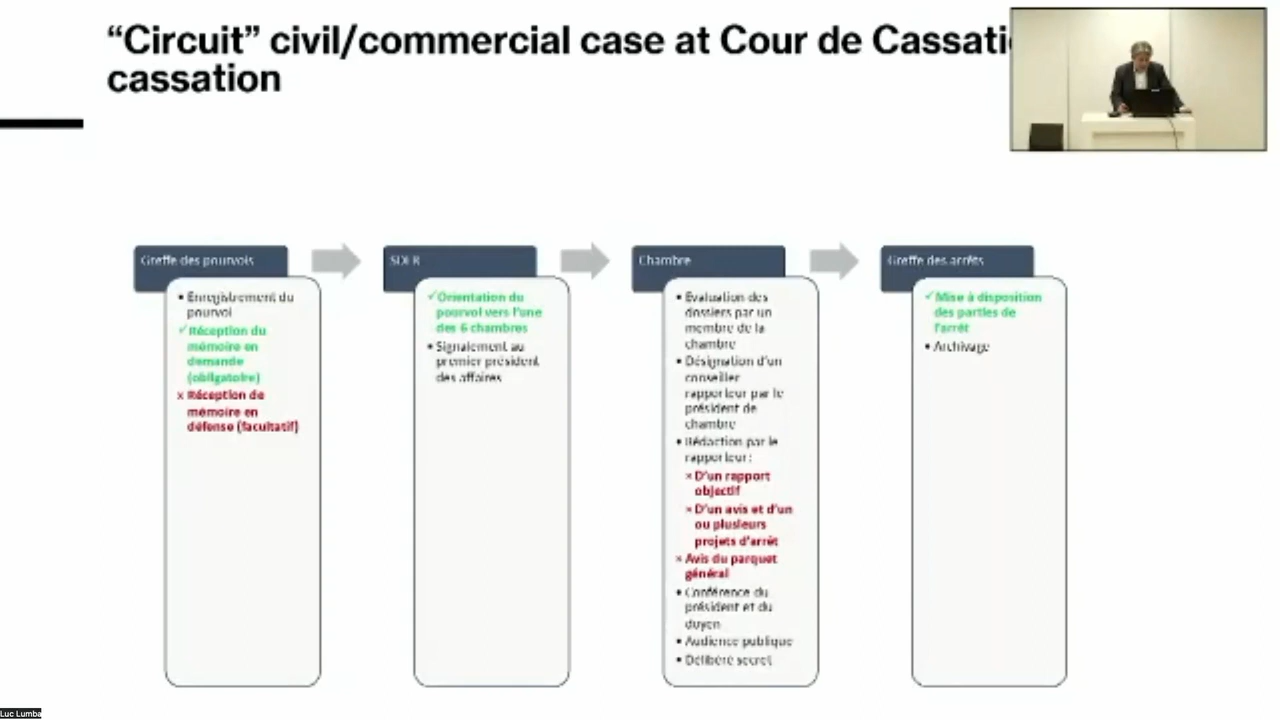 “Circuit” civil/commercial case at Cour de
cassation
Greffe des pourvois
SDER
Chambre
Greffe des arrêts
• Enregistrement du
pourvoi
✓Réception du
mémoire en
demande
(obligatoire)
× Réception de
mémoire en
défense (facultatif)
✓Orientation du
pourvoi vers l’une
des 6 chambres
• Signalement au
premier président
des affaires
• Evaluation des
dossiers par un
membre de la
chambre
• Désignation d’un
conseiller
rapporteur par le
président de
chambre
• Rédaction par le
rapporteur :
× D’un rapport
objectif
× D’un avis et d’un
ou plusieurs
projets d’arrêt
× Avis du parquet
général
• Conférence du
président et du
doyen
• Audience publique
• Délibéré secret
✓Mise à disposition
des parties de
l’arrêt
• Archivage
Luc Lumba